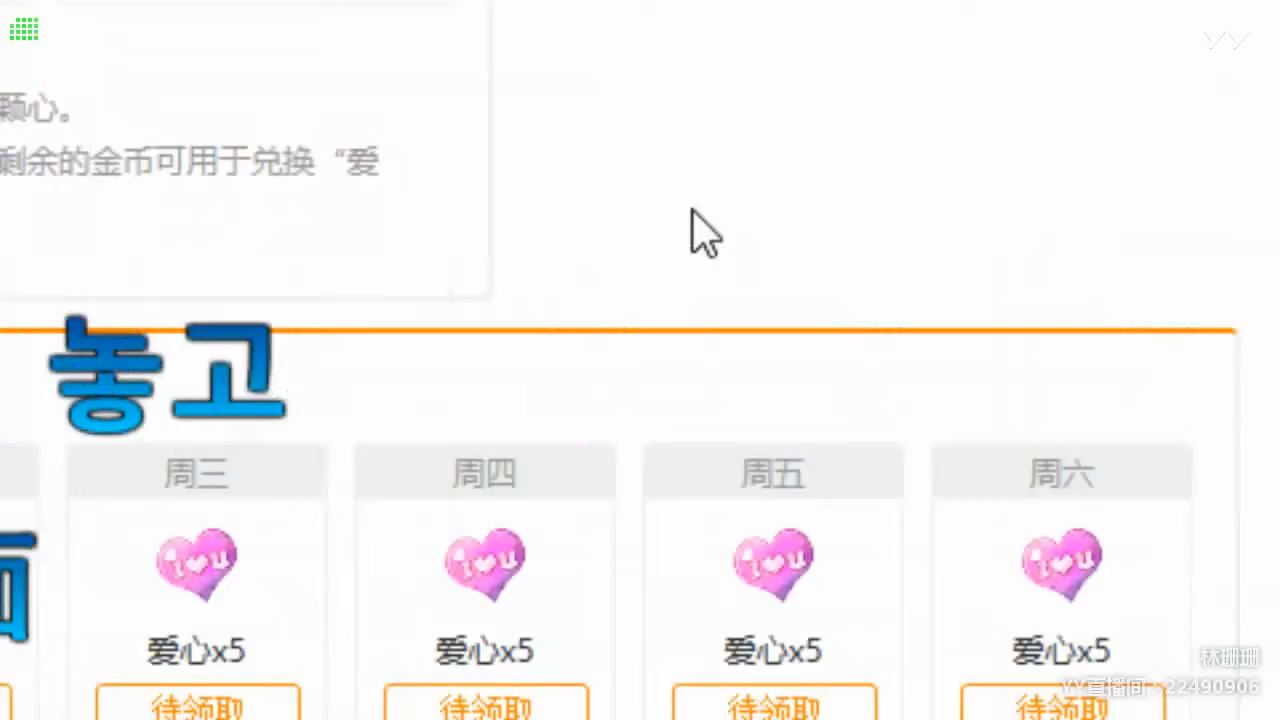 颗心。
剩余的金币可用于兑换“爱
놓고
周三
周四
周五
周六
i u
i u
i u
i u
爱心x5
爱心x5
爱心x5
爱心x5
待领取
待领取
待领取
待领取
林珊珊
YY直播间：22490906